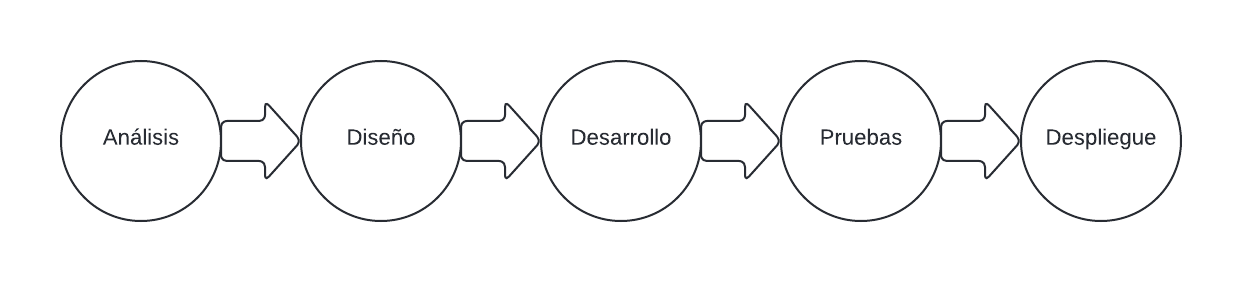 Análisis
Diseño
Desarrollo
Pruebas
Despliegue